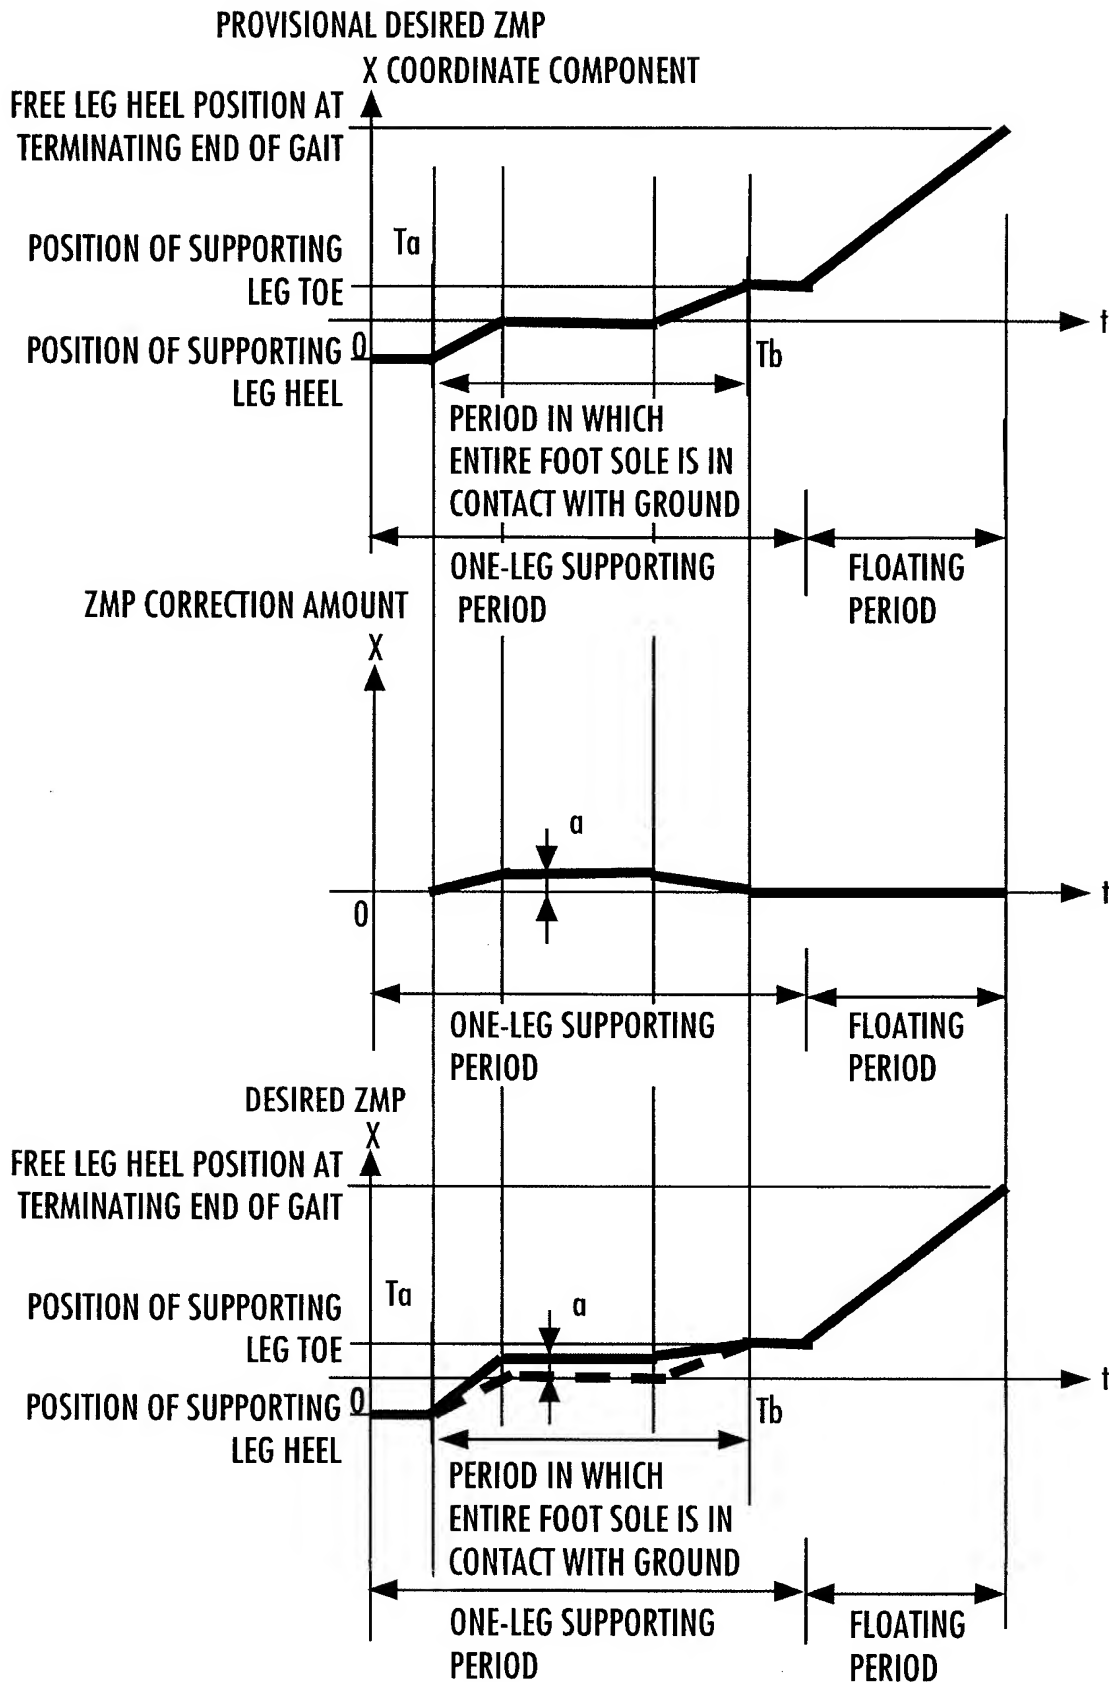 PROVISIONAL DESIRED ZMP
X COORDINATE COMPONENT
FREE LEG HEEL POSITION AT
TERMINATING END OF GAIT
Ta
POSITION OF SUPPORTING
LEG TOE
t
0
Tb
POSITION OF SUPPORTING
LEG HEEL
PERIOD IN WHICH
ENTIRE FOOT SOLE IS IN
CONTACT WITH GROUND
ONE-LEG SUPPORTING
PERIOD
FLOATING
PERIOD
ZMP CORRECTION AMOUNT
X
a
t
0
ONE-LEG SUPPORTING
PERIOD
FLOATING
PERIOD
DESIRED ZMP
X
FREE LEG HEEL POSITION AT
TERMINATING END OF GAIT
Ta
a
POSITION OF SUPPORTING
LEG TOE
t
0
Tb
POSITION OF SUPPORTING
LEG HEEL
PERIOD IN WHICH
ENTIRE FOOT SOLE IS IN
CONTACT WITH GROUND
ONE-LEG SUPPORTING
PERIOD
FLOATING
PERIOD